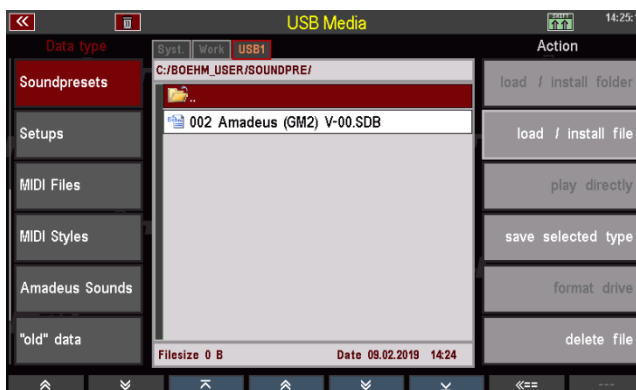 USB Media
14:25:
Data type
Syst. Work USB1
Action
Soundpresets
C:/BOEHM_USER/SOUNDPRE/
load / install folder
..
Setups
002 Amadeus (GM2) V-00.SDB
load / install file
MIDI Files
play directly
MIDI Styles
save selected type
Amadeus Sounds
format drive
"old" data
Filesize 0 B
Date 09.02.2019 14:24
delete file
«==
---